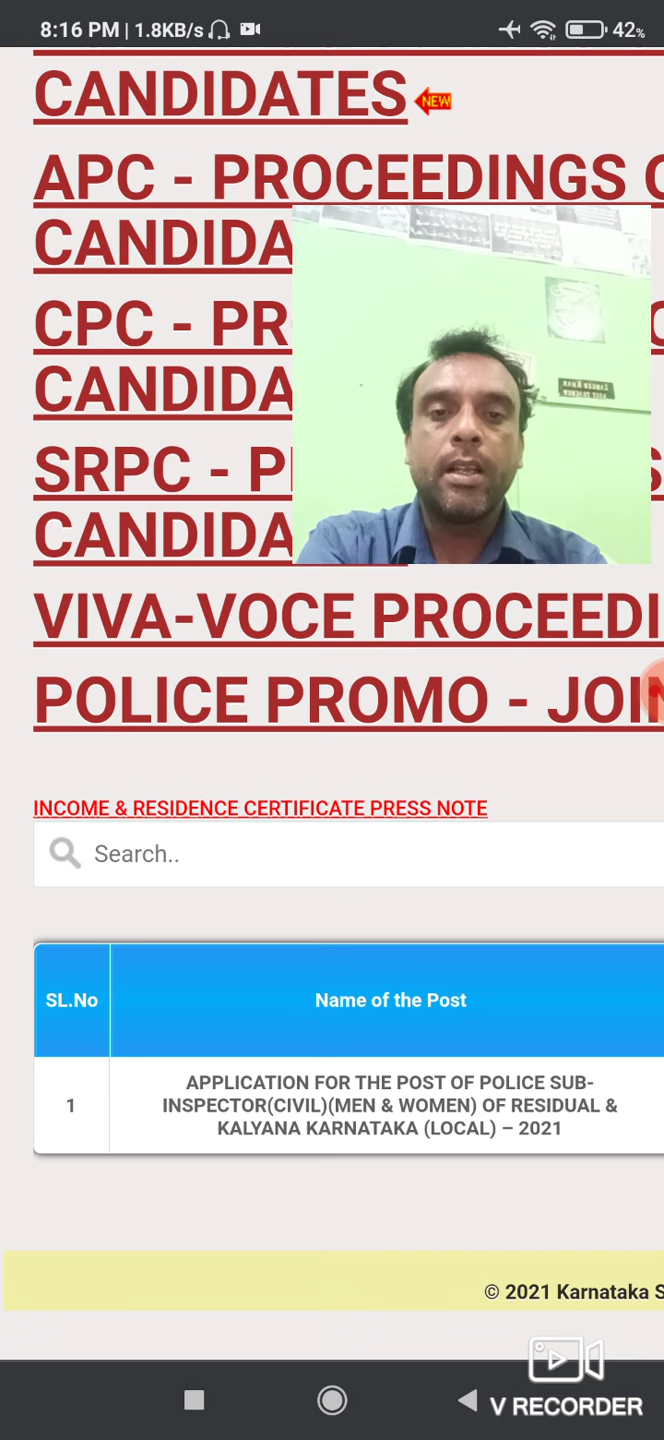 8:16 PM | 1.8KB/s
42%
CANDIDATES NEW
APC - PROCEEDINGS
CANDIDA
CPC - PR
CANDIDA
SRPC - P
CANDIDA
VIVA-VOCE PROCEEDI
POLICE PROMO - JOIN
INCOME & RESIDENCE CERTIFICATE PRESS NOTE
Search..
SL.No
Name of the Post
1
APPLICATION FOR THE POST OF POLICE SUB-
INSPECTOR(CIVIL)(MEN & WOMEN) OF RESIDUAL &
KALYANA KARNATAKA (LOCAL) – 2021
© 2021 Karnataka S
V RECORDER